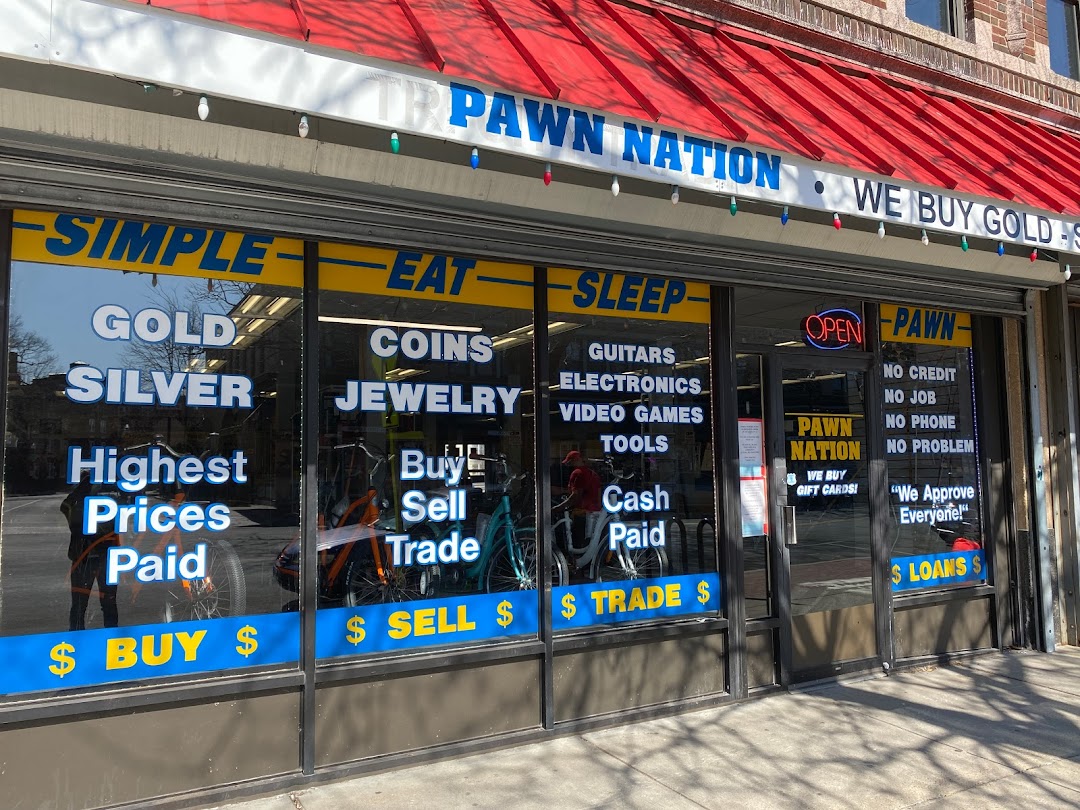 PAWN NATION • WE BUY GOLD -
SIMPLE
GOLD
SILVER
Highest
Prices
Paid
$ BUY $
EAT
COINS
JEWELRY
Buy
Sell
Trade
$ SELL $
SLEEP
GUITARS
ELECTRONICS
VIDEO GAMES
TOOLS
Cash
Paid
$ TRADE $
OPEN
PAWN
NATION
WE BUY
GIFT CARDS!
PAWN
NO CREDIT
NO JOB
NO PHONE
NO PROBLEM
"We Approve
Everyone!"
$ LOANS $